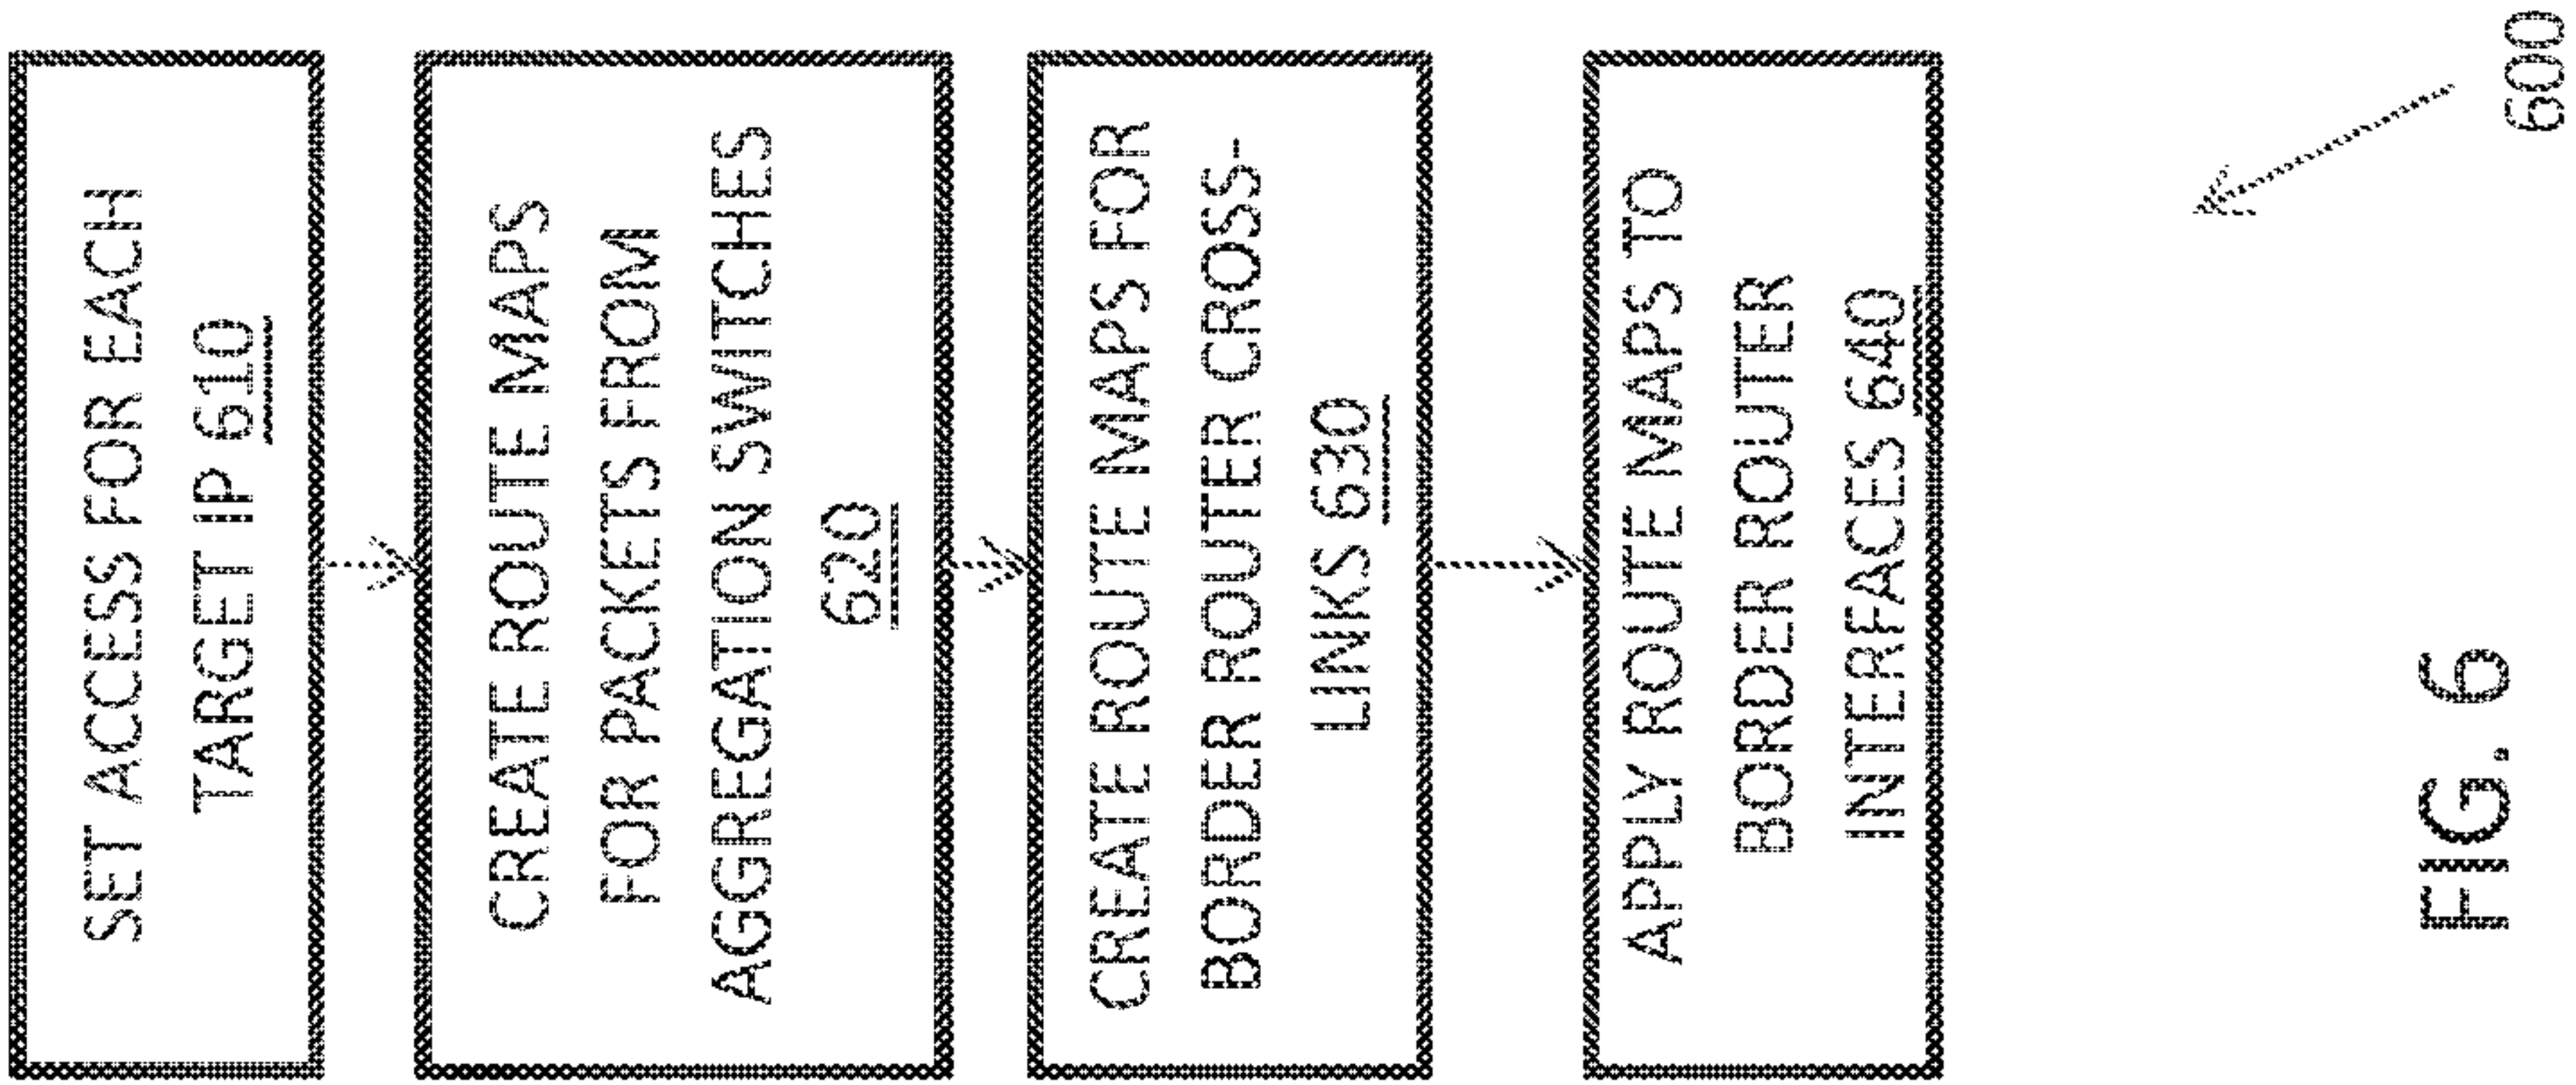 SET ACCESS FOR EACH
TARGET IP 610
CREATE ROUTE MAPS
FOR PACKETS FROM
AGGREGATION SWITCHES
620
CREATE ROUTE MAPS FOR
BORDER ROUTER CROSS-
LINKS 630
APPLY ROUTE MAPS TO
BORDER ROUTER
INTERFACES 640
FIG. 6
600